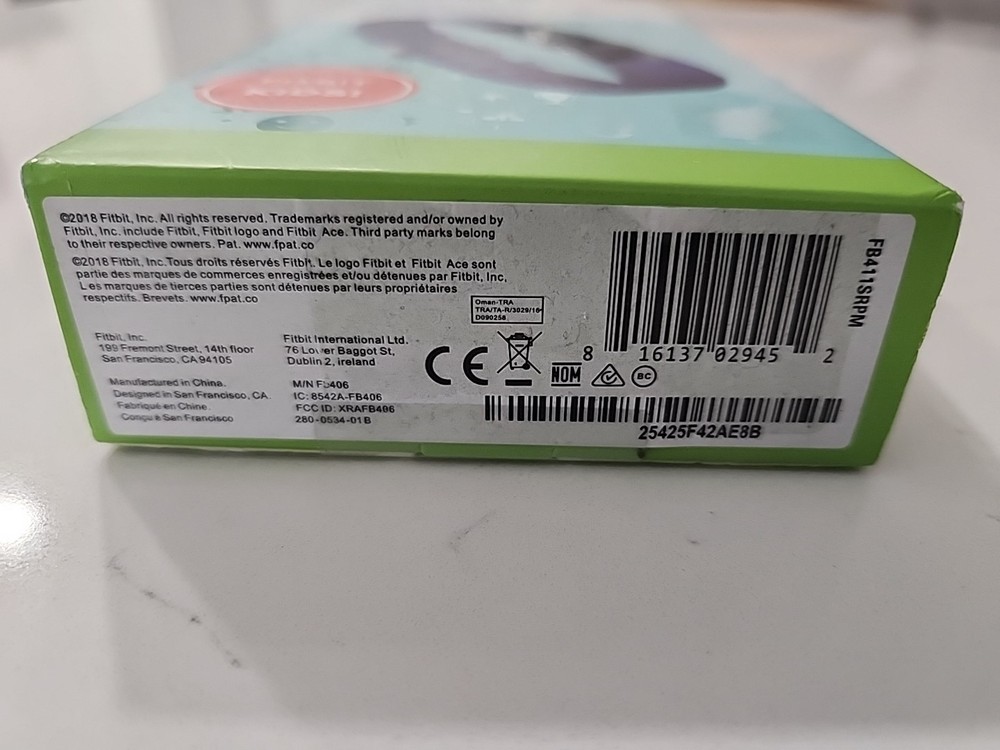 KIDS!
©2018 Fitbit, Inc. All rights reserved. Trademarks registered and/or owned by
Fitbit, Inc. include Fitbit, Fitbit logo and Fitbit Ace. Third party marks belong
to their respective owners. Pat. www.fpat.co
©2018 Fitbit, Inc.Tous droits réservés Fitbit. Le logo Fitbit et Fitbit Ace sont
partie des marques de commerces enregistrées et/ou détenues par Fitbit, Inc,
Les marques de tierces parties sont détenues par leurs propriétaires
respectifs. Brevets. www.fpat.co
Fitbit, Inc.
199 Fremont Street, 14th floor
San Francisco, CA94105
Manufactured in China.
Designed in San Francisco, CA.
Fabriqué en Chine.
Conçu à San Francisco
Fitbit International Ltd.
76 Lower Baggot St,
Dublin 2, ireland
M/N FB406
IC: 8542A-FB406
FCC ID: XRAFB406
280-0534-01B
Oman-TRA
TRA/TA-R/3029/16
D090258
CE
NOM
BC
8 16137 02945 2
25425F42AE8B
FB411SRPM